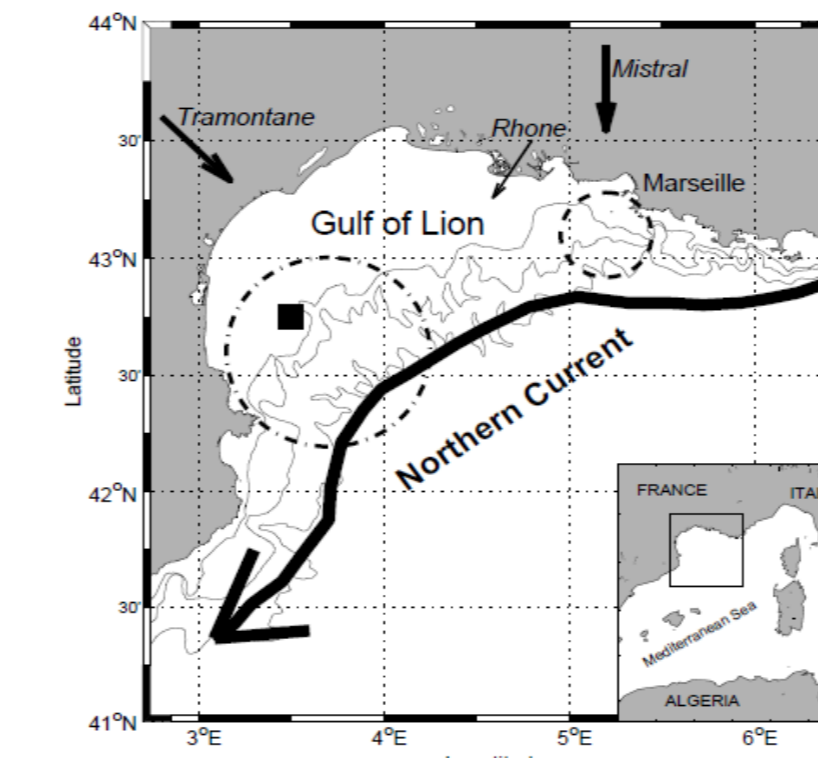 44°N
Mistral
Tramontane
Rhone
30'
Marseille
Gulf of Lion
43°N
Latitude
30'
Northern Current
FRANCE
42°N
30'
Mediterranean Sea
ALGERIA
41°N
3°E
4°E
5°E
6°E